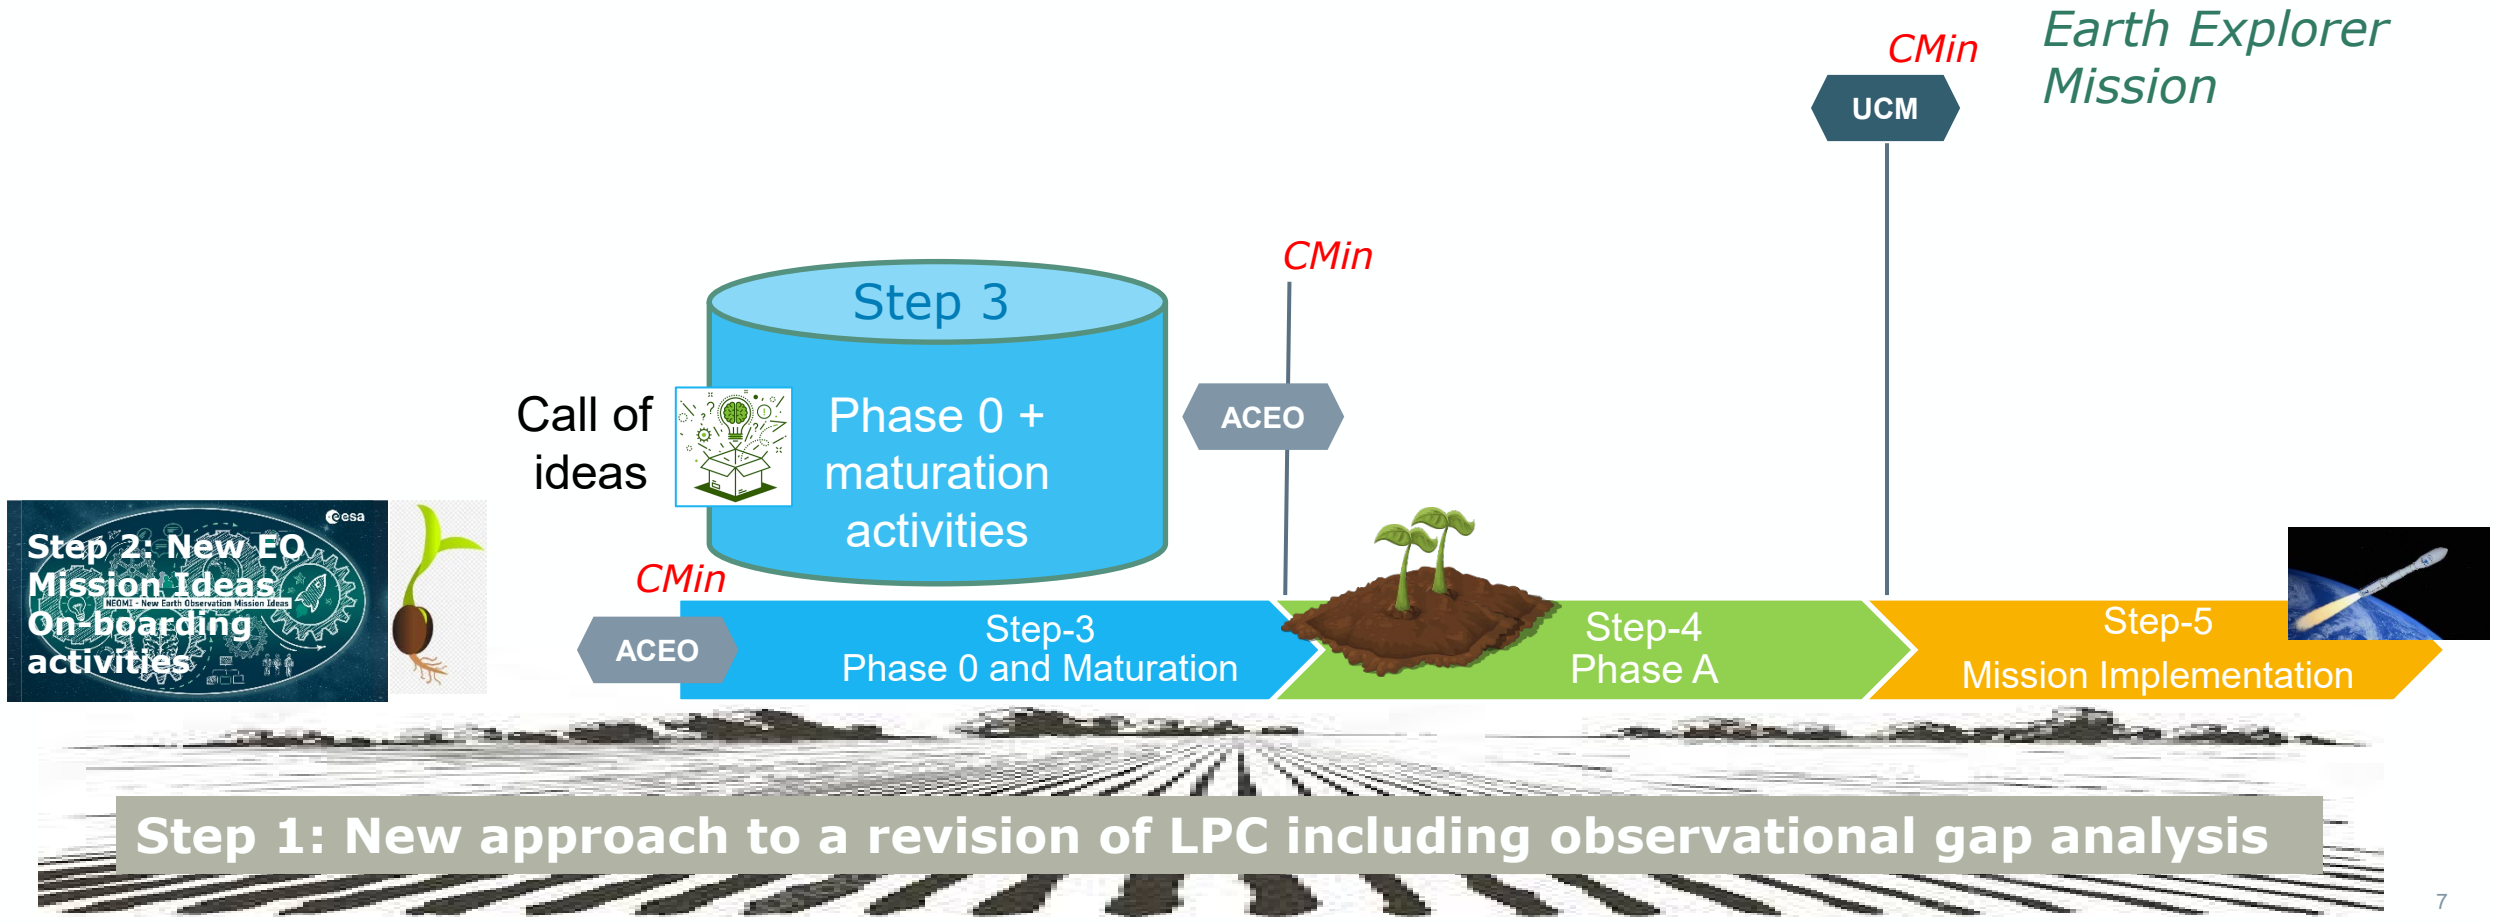 Earth Explorer
Mission
CMin
UCM
CMin
Step 3
Call of
ideas
Phase 0 +
maturation
activities
ACEO
esa
Step 2: New EO
Mission Ideas
NEOMI - New Earth Observation Mission Ideas
On-boarding
activities
CMin
ACEO
Step-3
Phase 0 and Maturation
Step-4
Phase A
Step-5
Mission Implementation
Step 1: New approach to a revision of LPC including observational gap analysis
7